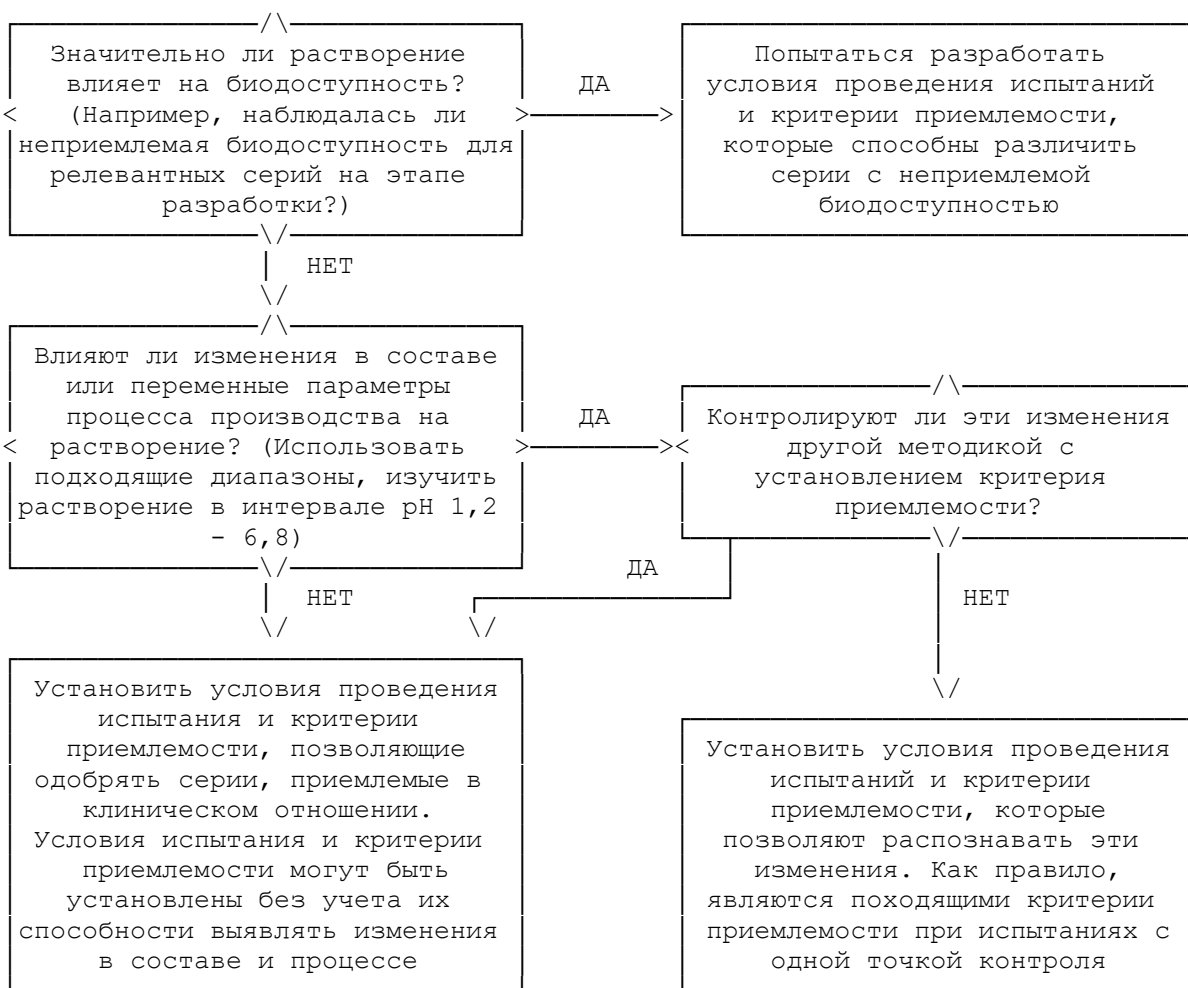 Значительно ли растворение
влияет на биодоступность?
(Например, наблюдалась ли
неприемлемая биодоступность для
релевантных серий на этапе
разработки?)
ДА
Попытаться разработать
условия проведения испытаний
и критерии приемлемости,
которые способны различить
серии с неприемлемой
биодоступностью
НЕТ
Влияют ли изменения в составе
или переменные параметры
процесса производства на
растворение? (Использовать
подходящие диапазоны, изучить
растворение в интервале pH 1,2
- 6,8)
ДА
Контролируют ли эти изменения
другой методикой с
установлением критерия
приемлемости?
ДА
НЕТ
НЕТ
Установить условия проведения
испытания и критерии
приемлемости, позволяющие
одобрять серии, приемлемые в
клиническом отношении.
Условия испытания и критерии
приемлемости могут быть
установлены без учета их
способности выявлять изменения
в составе и процессе
Установить условия проведения
испытаний и критерии
приемлемости, которые
позволяют распознавать эти
изменения. Как правило,
являются походящими критерии
приемлемости при испытаниях с
одной точкой контроля